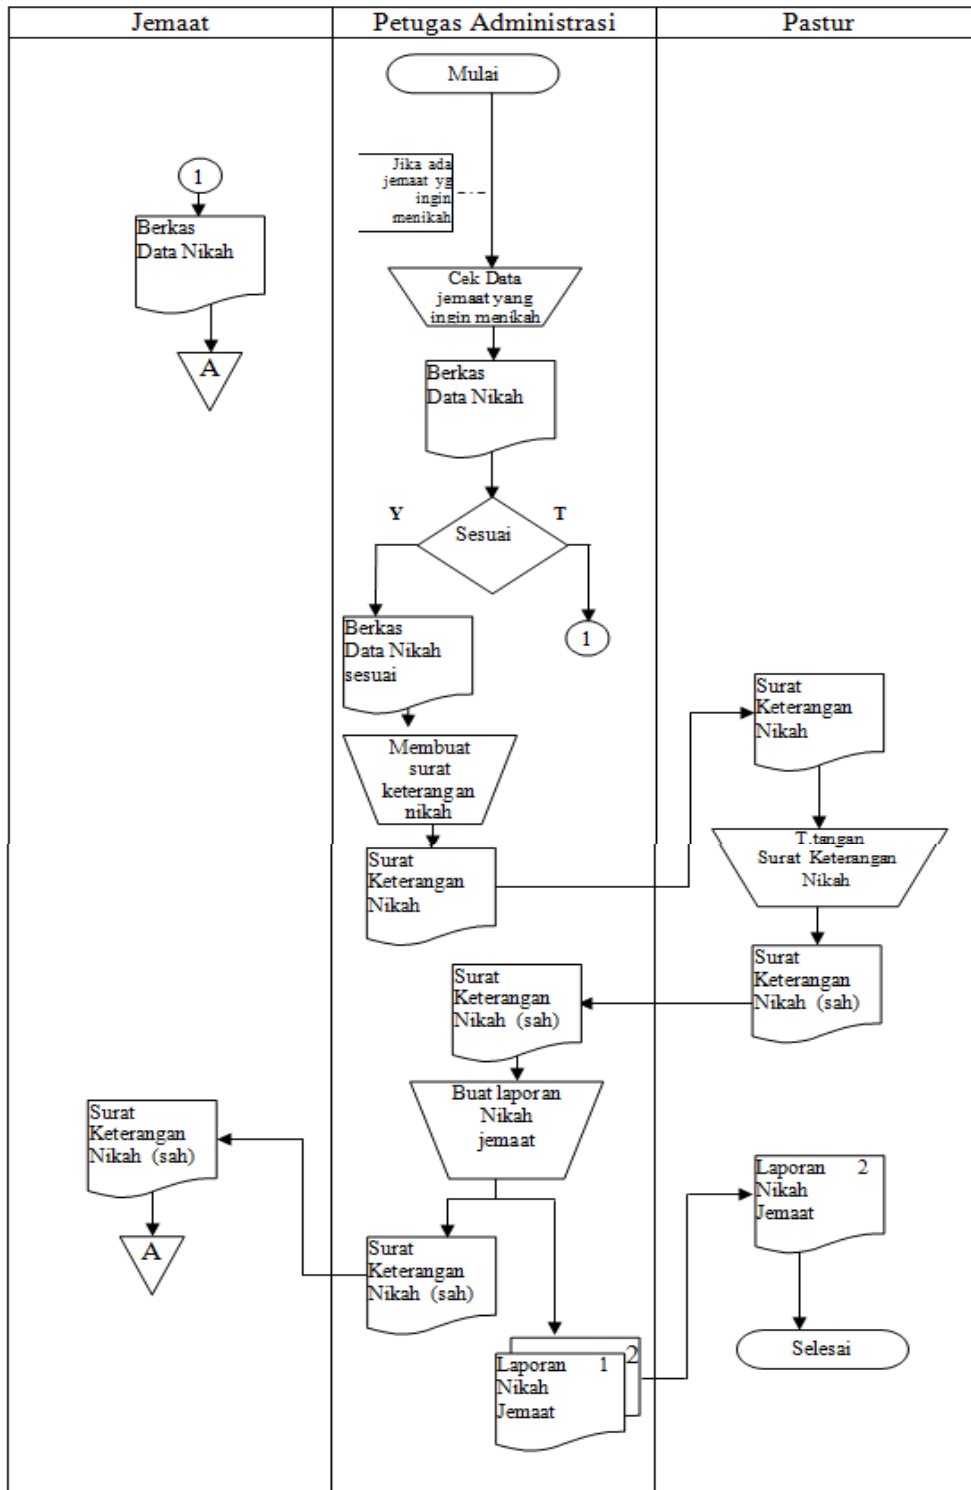 Jemaat
Petugas Administrasi
Pastur
Mulai
Jika ada
jemaat yg
ingin
menikah
1
Berkas
Data Nikah
A
Cek Data
jemaat yang
ingin menikah
Berkas
Data Nikah
Y
T
Sesuai
1
Berkas
Data Nikah
sesuai
Membuat
surat
keterangan
nikah
Surat
Keterangan
Nikah
Surat
Keterangan
Nikah
T.tangan
Surat Keterangan
Nikah
Surat
Keterangan
Nikah (sah)
Surat
Keterangan
Nikah (sah)
Buat laporan
Nikah
jemaat
Surat
Keterangan
Nikah (sah)
A
Surat
Keterangan
Nikah (sah)
2
Laporan 1
Nikah
Jemaat
Laporan 2
Nikah
Jemaat
Selesai